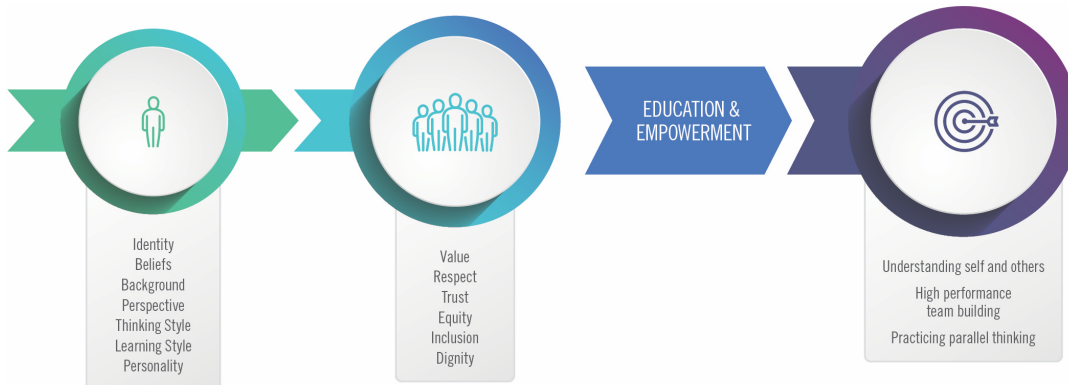 Identity
Beliefs
Background
Perspective
Thinking Style
Learning Style
Personality
Value
Respect
Trust
Equity
Inclusion
Dignity
EDUCATION &
EMPOWERMENT
Understanding self and others
High performance
team building
Practicing parallel thinking